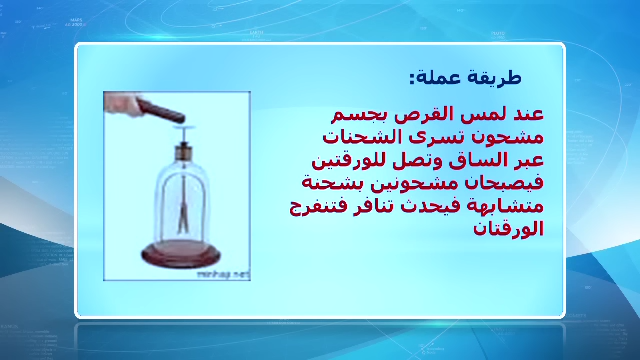 طريقة عملة:
عند لمس القرص بجسم
مشحون تسرى الشحنات
عبر الساق وتصل للورقتين
فيصبحان مشحونين بشحنة
متشابهة فيحدث تنافر فتنفرج
الورقتان
minhaji.net